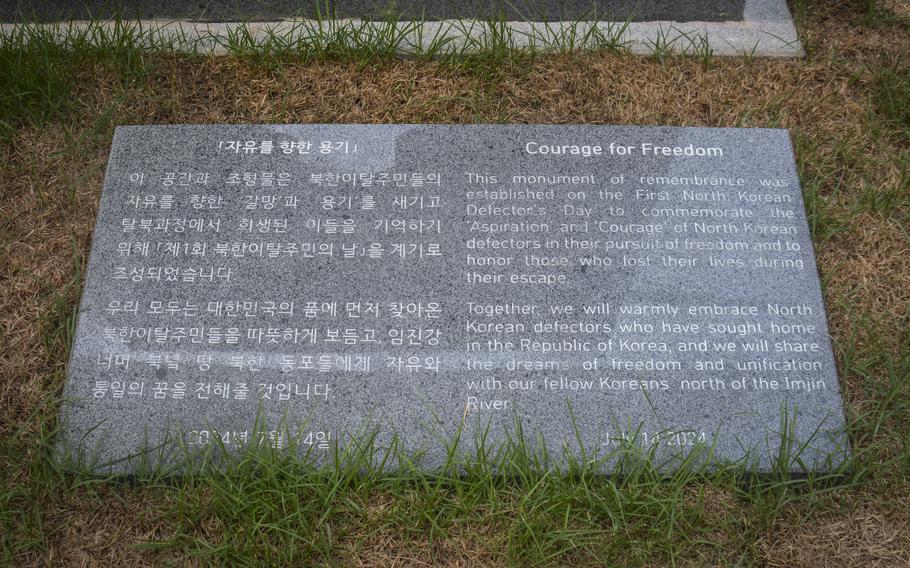 「자유를 향한 용기」
이 공간과 조형물은 북한이탈주민들의
자유를 향한 '갈망'과 '용기'를 새기고
탈북과정에서 희생된 이들을 기억하기
위해 「제1회 북한이탈주민의 날」을 계기로
조성되었습니다.
우리 모두는 대한민국의 품에 먼저 찾아온
북한이탈주민들을 따뜻하게 보듬고, 임진강
너머 북녘 땅 북한 동포들에게 자유와
통일의 꿈을 전해줄 것입니다.
2024년 7월 14일
Courage for Freedom
This monument of remembrance was
established on the First North Korean
Defector's Day to commemorate the
'Aspiration and 'Courage' of North Korean
defectors in their pursuit of freedom and to
honor those who lost their lives during
their escape.
Together, we will warmly embrace North
Korean defectors who have sought home
in the Republic of Korea, and we will share
the dreams of freedom and unification
with our fellow Koreans north of the Imjin
River.
July 14 2024